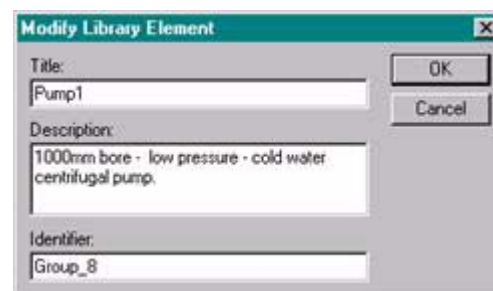 Modify Library Element
Title:
OK
Pump1
Cancel
Description:
1000mm bore - low pressure - cold water
centrifugal pump.
Identifier:
Group_8